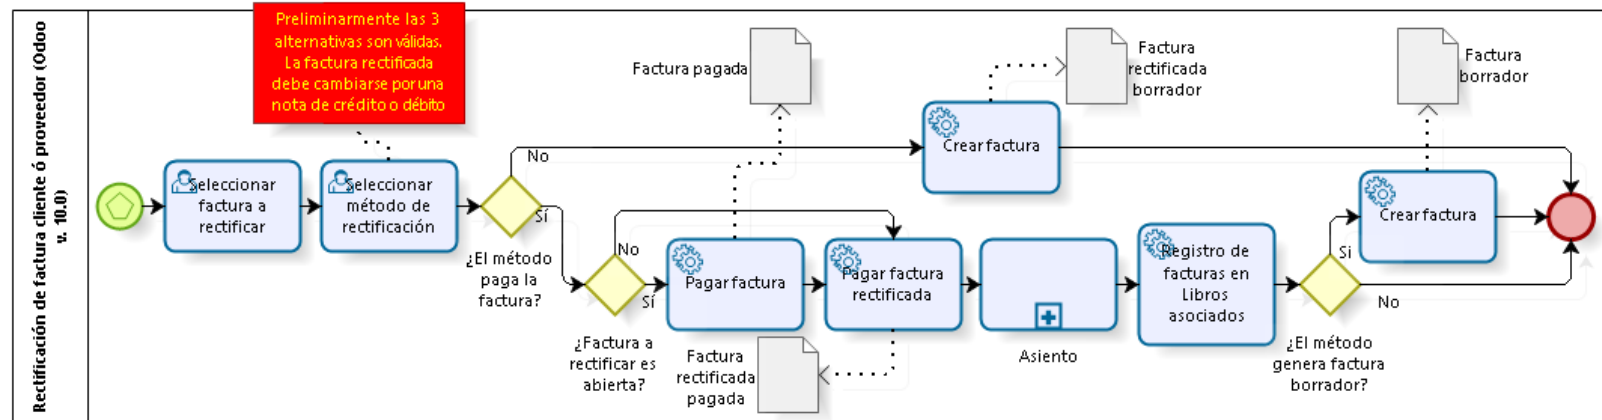 Rectificación de factura cliente ó proveedor (Odoo
v. 10.0)
Preliminarmente las 3
alternativas son válidas.
La factura rectificada
debe cambiarse por una
nota de crédito o débito
Seleccionar
factura a
rectificar
Seleccionar
método de
rectificación
¿El método
paga la
factura?
No
Sí
Crear factura
Factura
rectificada
borrador
Factura pagada
¿Factura a
rectificar es
abierta?
No
Sí
Pagar factura
Pagar factura
rectificada
Factura
rectificada
pagada
Asiento
Registro de
facturas en
Libros
asociados
¿El método
genera factura
borrador?
Si
No
Crear factura
Factura
borrador